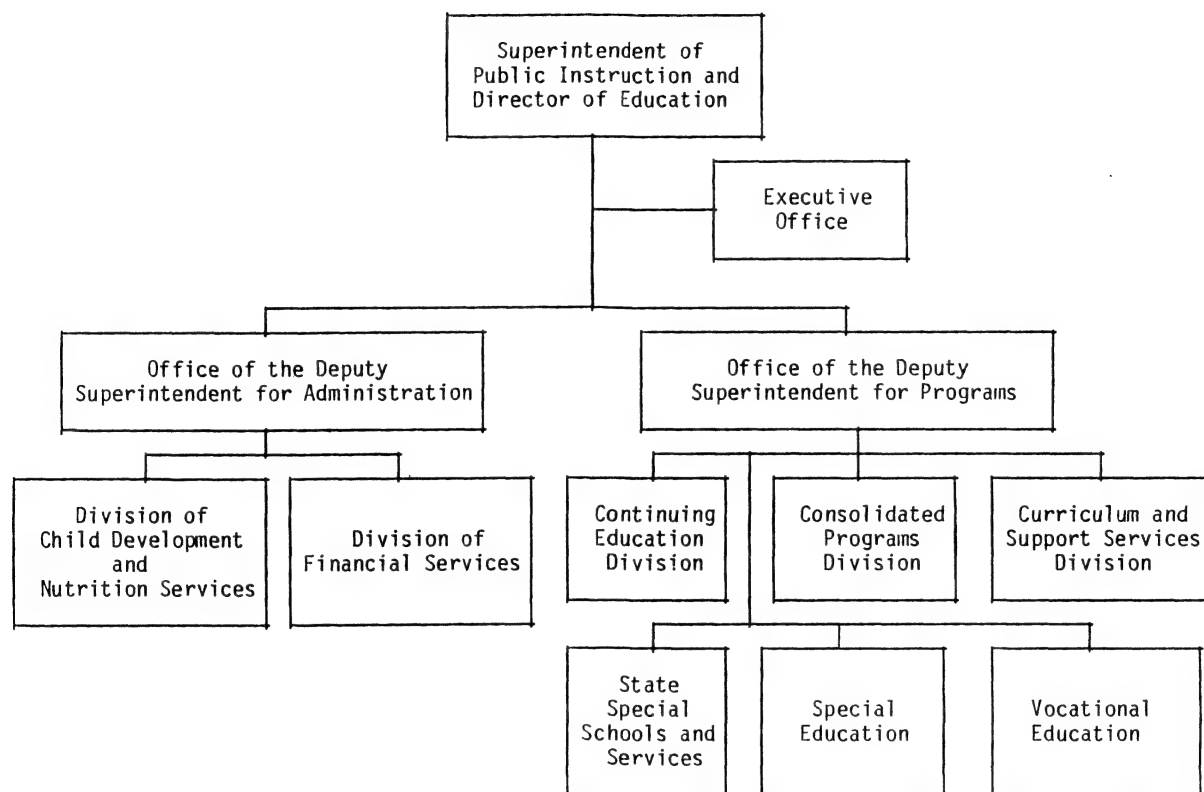 Superintendent of
Public Instruction and
Director of Education
Executive
Office
Office of the Deputy
Superintendent for Administration
Office of the Deputy
Superintendent for Programs
Division of
Child Development
and
Nutrition Services
Division of
Financial Services
Continuing
Education
Division
Consolidated
Programs
Division
Curriculum and
Support Services
Division
State
Special
Schools and
Services
Special
Education
Vocational
Education